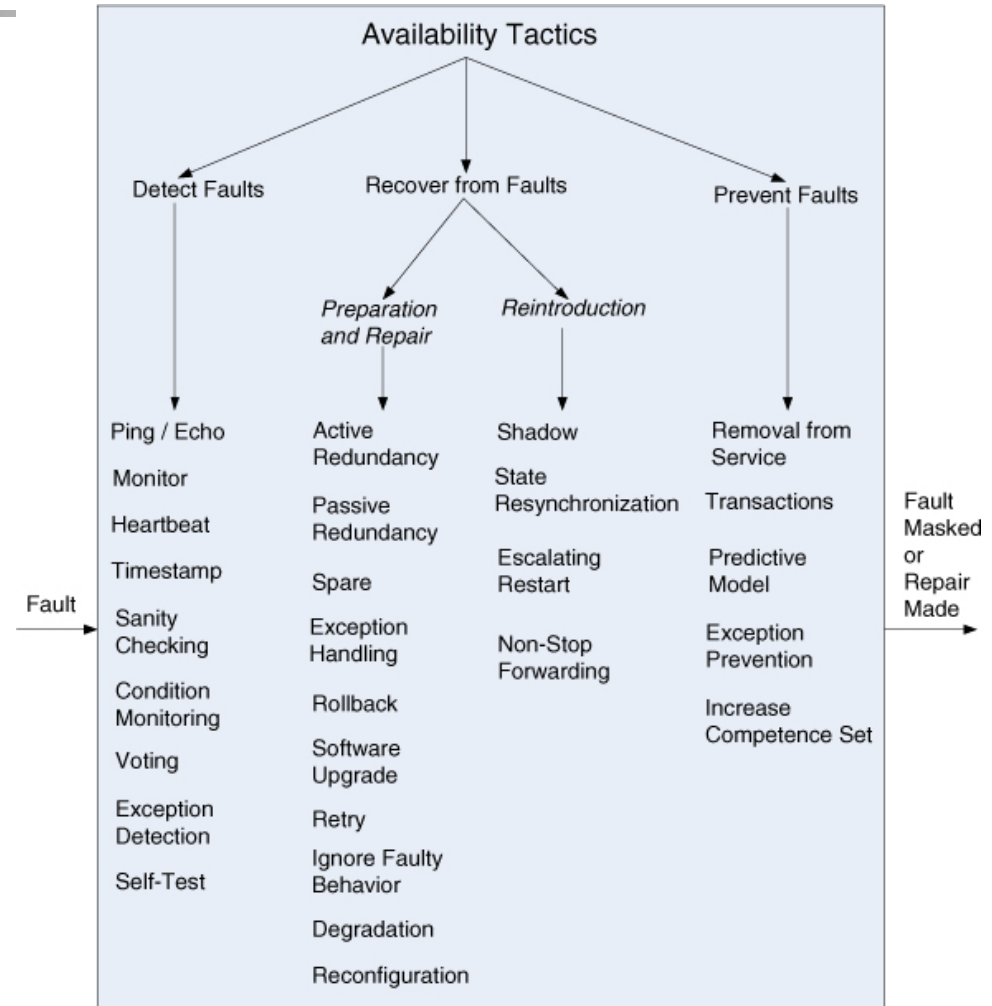 Availability Tactics
Detect Faults
Recover from Faults
Prevent Faults
Preparation
and Repair
Reintroduction
Ping / Echo
Monitor
Heartbeat
Timestamp
Sanity
Checking
Condition
Monitoring
Voting
Exception
Detection
Self-Test
Active
Redundancy
Passive
Redundancy
Spare
Exception
Handling
Rollback
Software
Upgrade
Retry
Ignore Faulty
Behavior
Degradation
Reconfiguration
Shadow
State
Resynchronization
Escalating
Restart
Non-Stop
Forwarding
Removal from
Service
Transactions
Predictive
Model
Exception
Prevention
Increase
Competence Set
Fault
Fault
Masked
or
Repair
Made